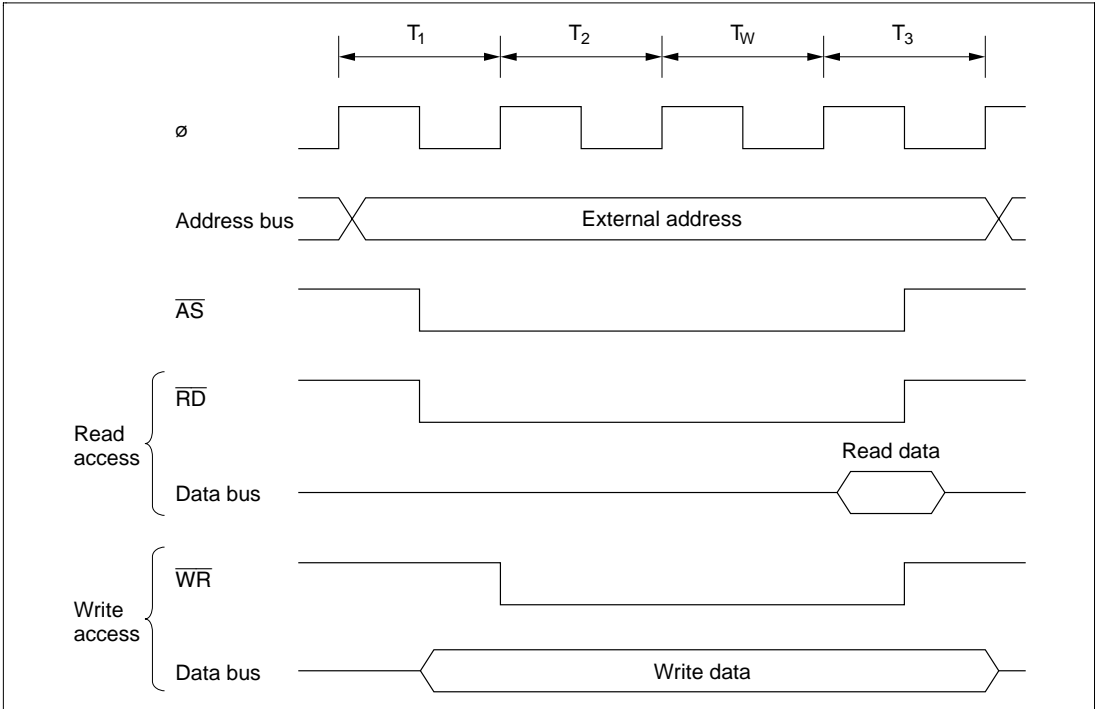 T1 T2 TW T3
ø
Address bus External address
AS
RD
Read data
Read
access
Data bus
WR
Write
access
Data bus Write data